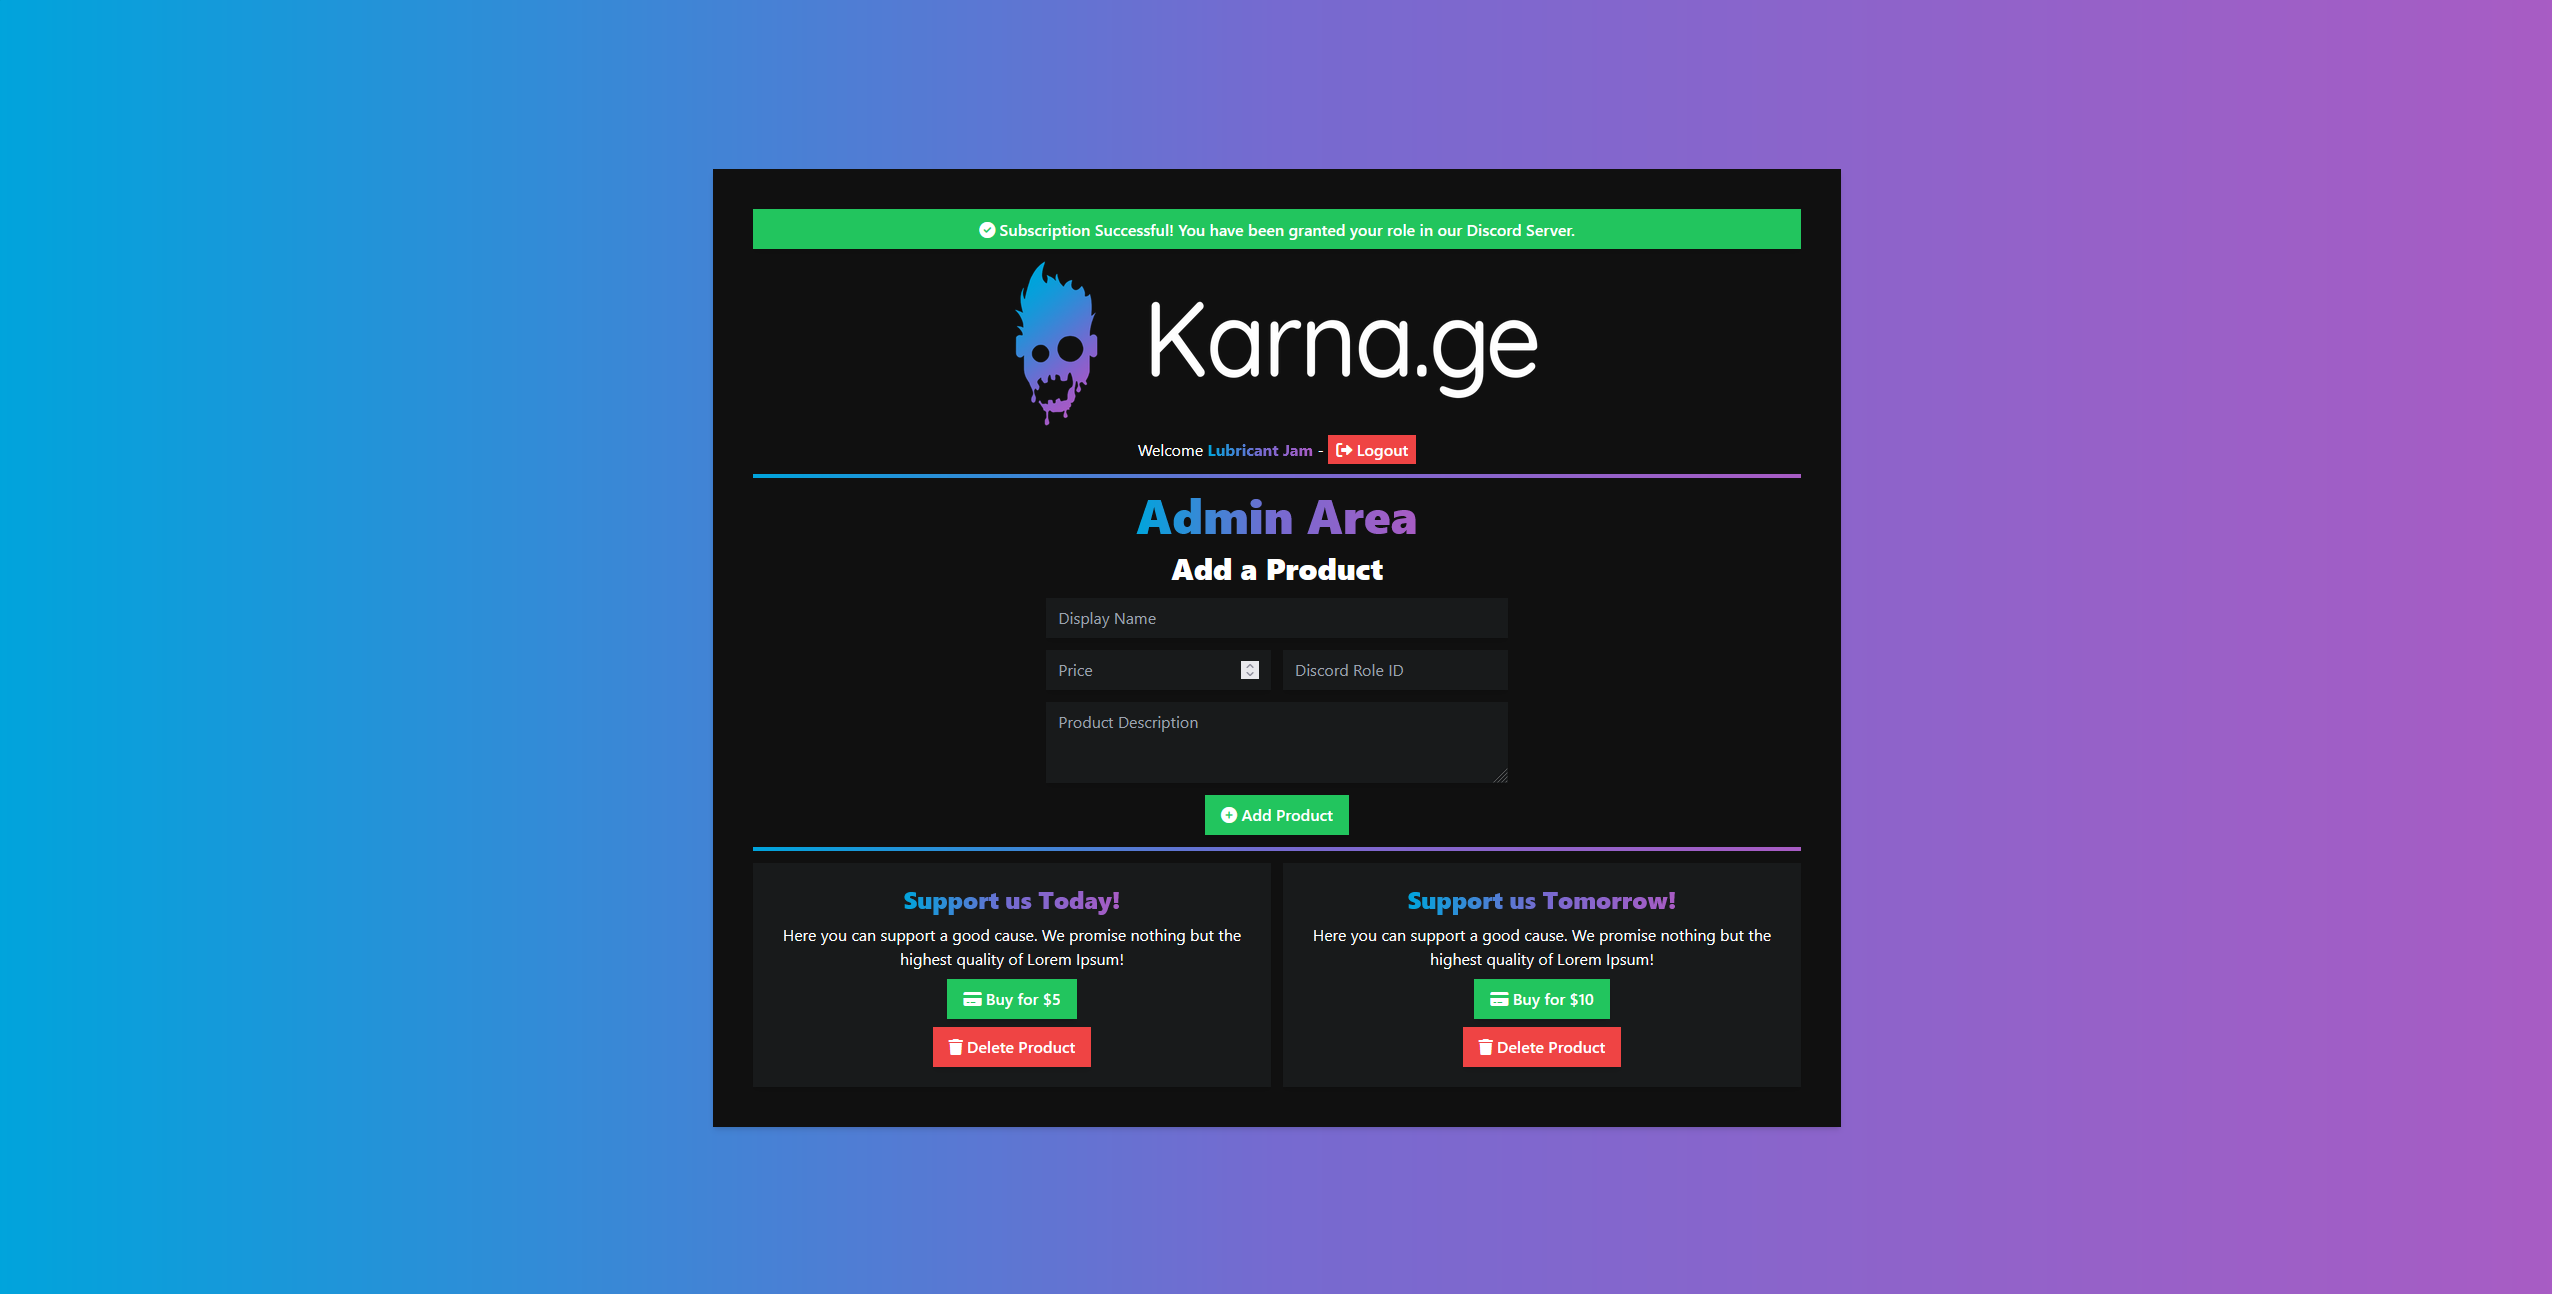 Subscription Successful! You have been granted your role in our Discord Server.
Karna.ge
Welcome Lubricant Jam - Logout
Admin Area
Add a Product
Display Name
Price
Discord Role ID
Product Description
Add Product
Support us Today!
Here you can support a good cause. We promise nothing but the
highest quality of Lorem Ipsum!
Buy for $5
Delete Product
Support us Tomorrow!
Here you can support a good cause. We promise nothing but the
highest quality of Lorem Ipsum!
Buy for $10
Delete Product